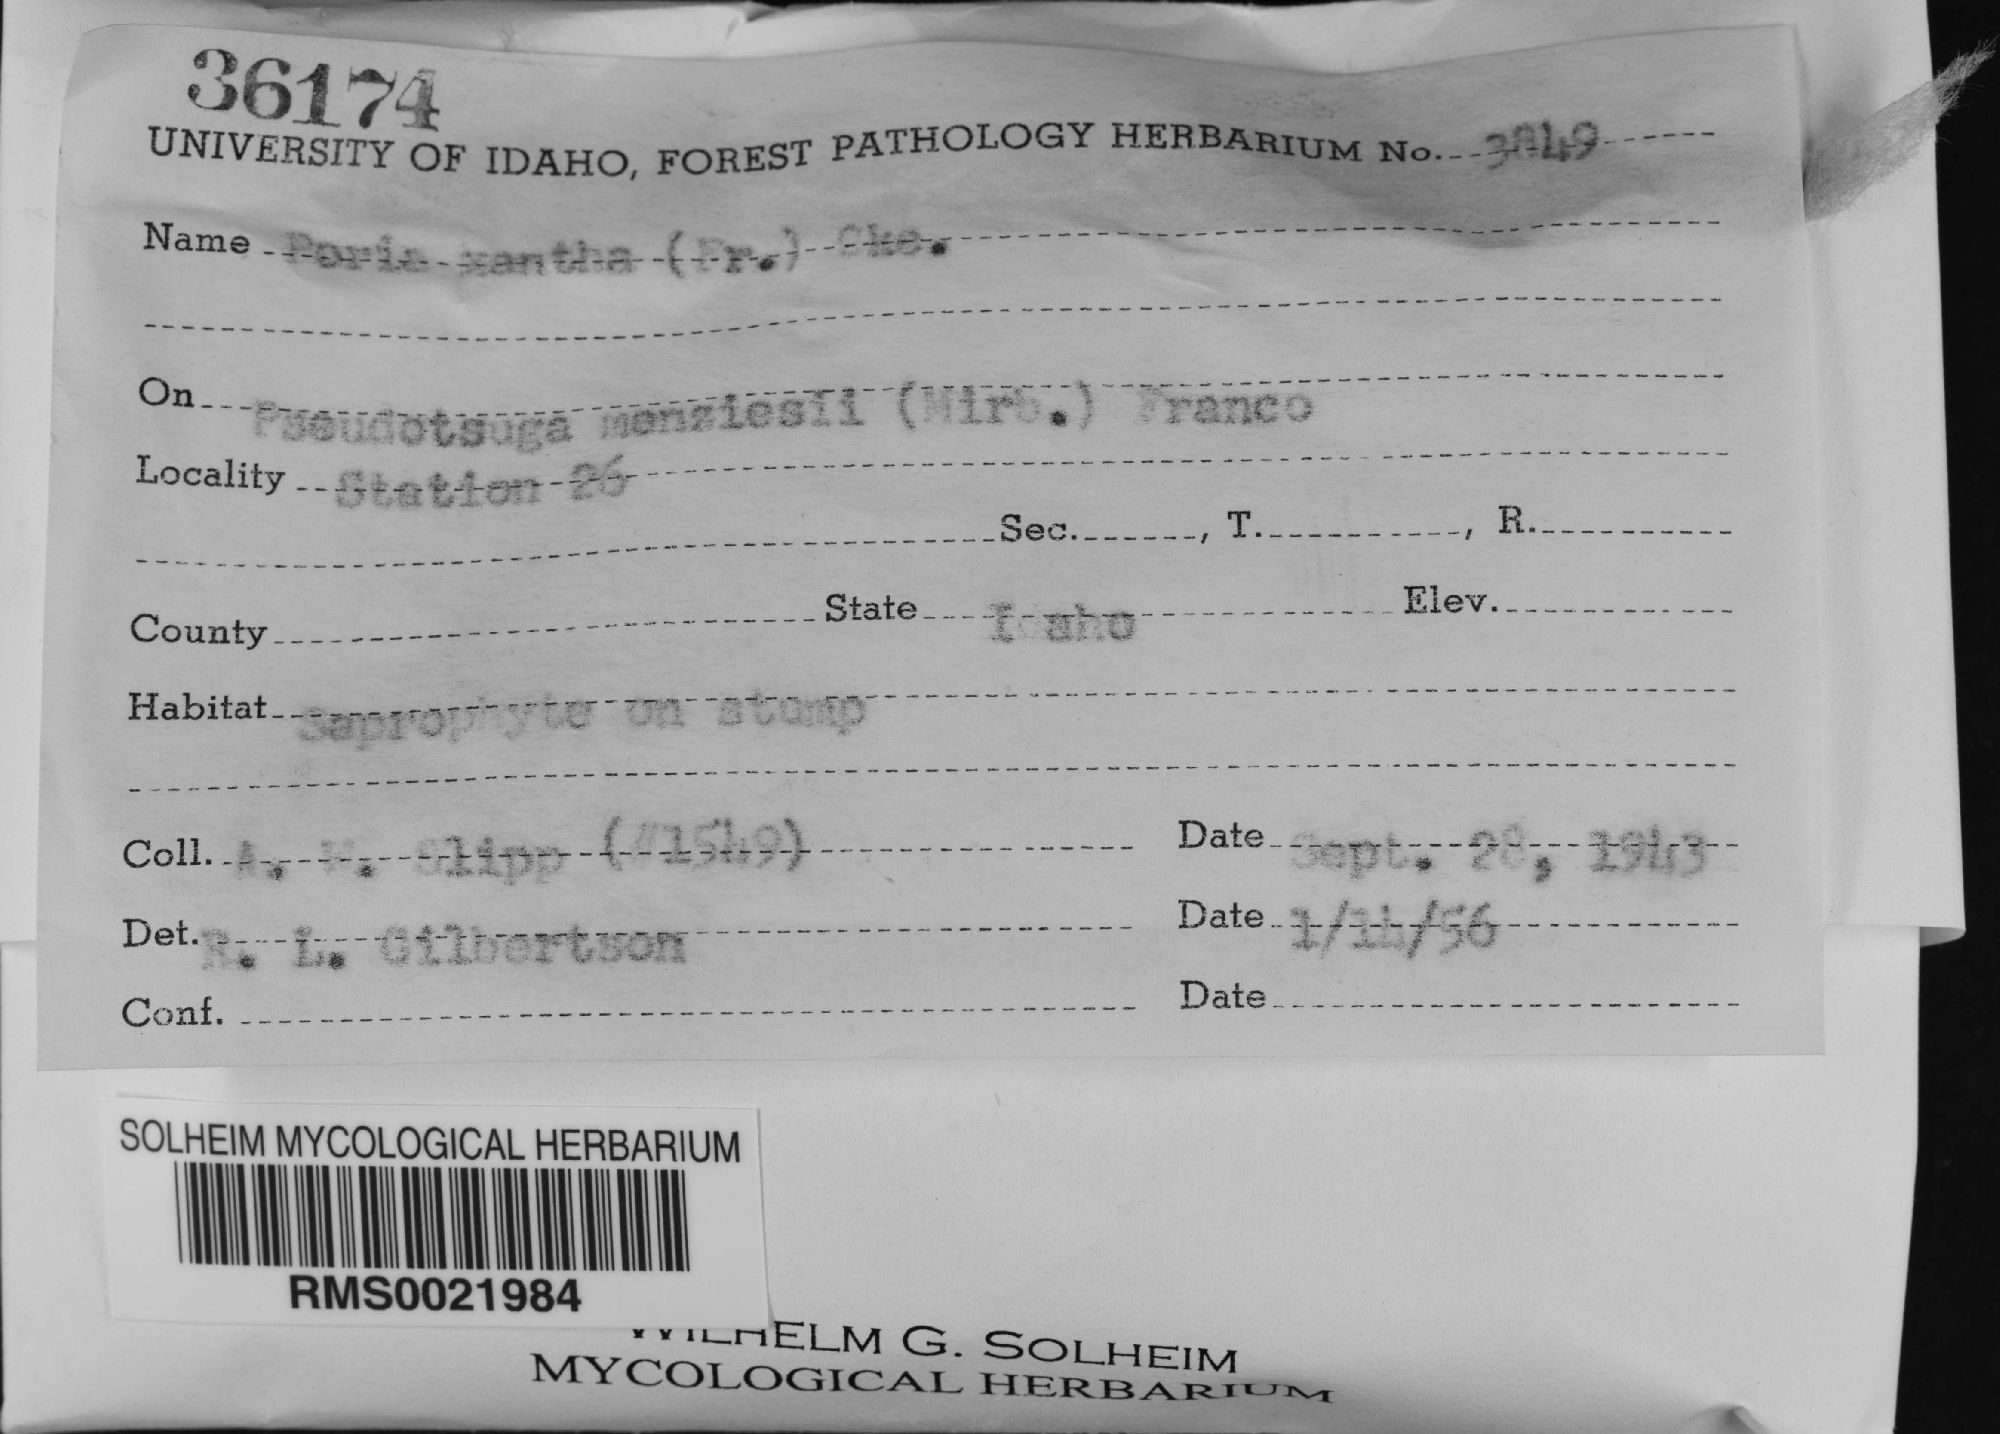 36174
UNIVERSITY OF IDAHO, FOREST PATHOLOGY HERBARIUM No. 3849
Name Poria xantha (Fr.) Cke.
On Pseudotsuga menziesii (Mirb.) Franco
Locality Station 26
Sec. , T. , R.
County State Idaho Elev.
Habitat Saprophyte on stump
Coll. A. W. Slipp (#1549) Date Sept. 28, 1943
Det. R. L. Gilbertson Date 1/14/56
Conf. Date
SOLHEIM MYCOLOGICAL HERBARIUM
RMS0021984
WILHELM G. SOLHEIM
MYCOLOGICAL HERBARIUM